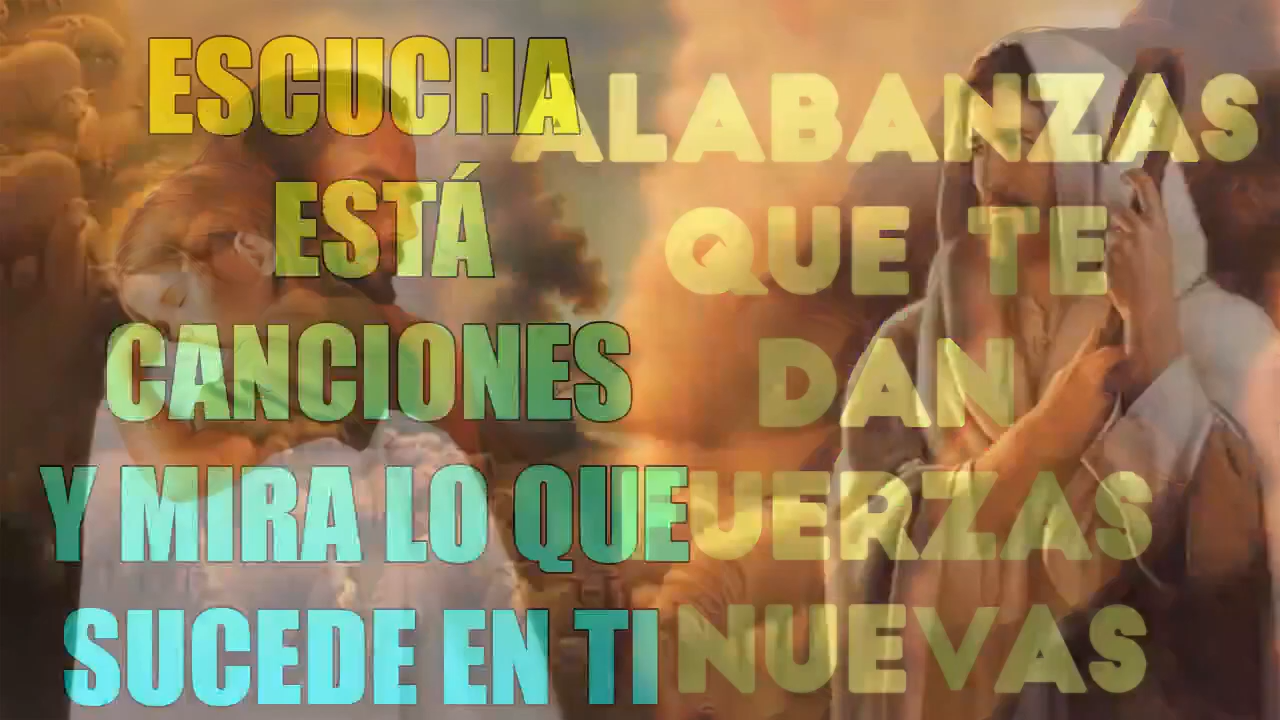 ESCUCHA
ESTÁ
CANCIONES
Y MIRA LO QUE
SUCEDE EN TI
ALABANZAS
QUE TE
DAN
FUERZAS
NUEVAS